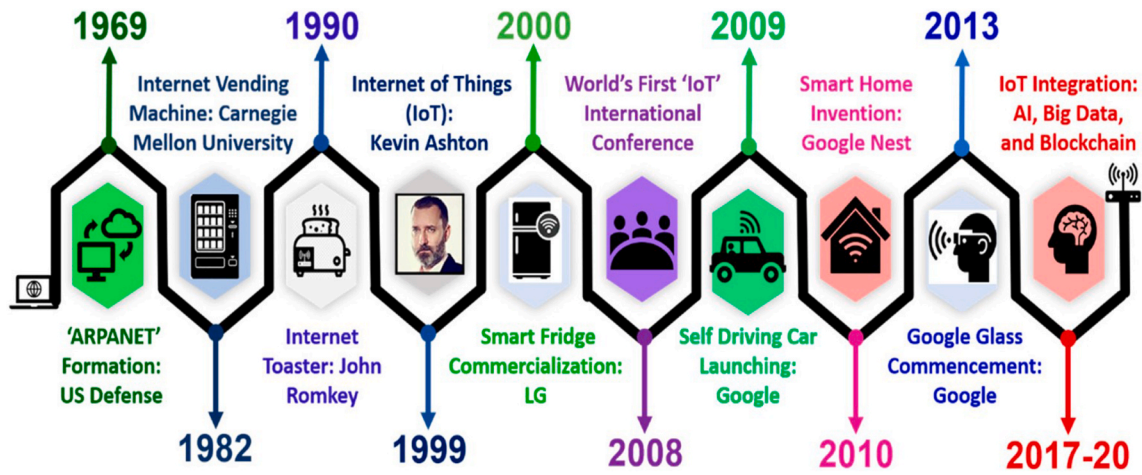 1969
1990
2000
2009
2013
Internet Vending
Machine: Carnegie
Mellon University
Internet of Things
(IoT):
Kevin Ashton
World's First 'IoT'
International
Conference
Smart Home
Invention:
Google Nest
IoT Integration:
AI, Big Data,
and Blockchain
'ARPANET'
Formation:
US Defense
Internet
Toaster: John
Romkey
Smart Fridge
Commercialization:
LG
Self Driving Car
Launching:
Google
Google Glass
Commencement:
Google
1982
1999
2008
2010
2017-20